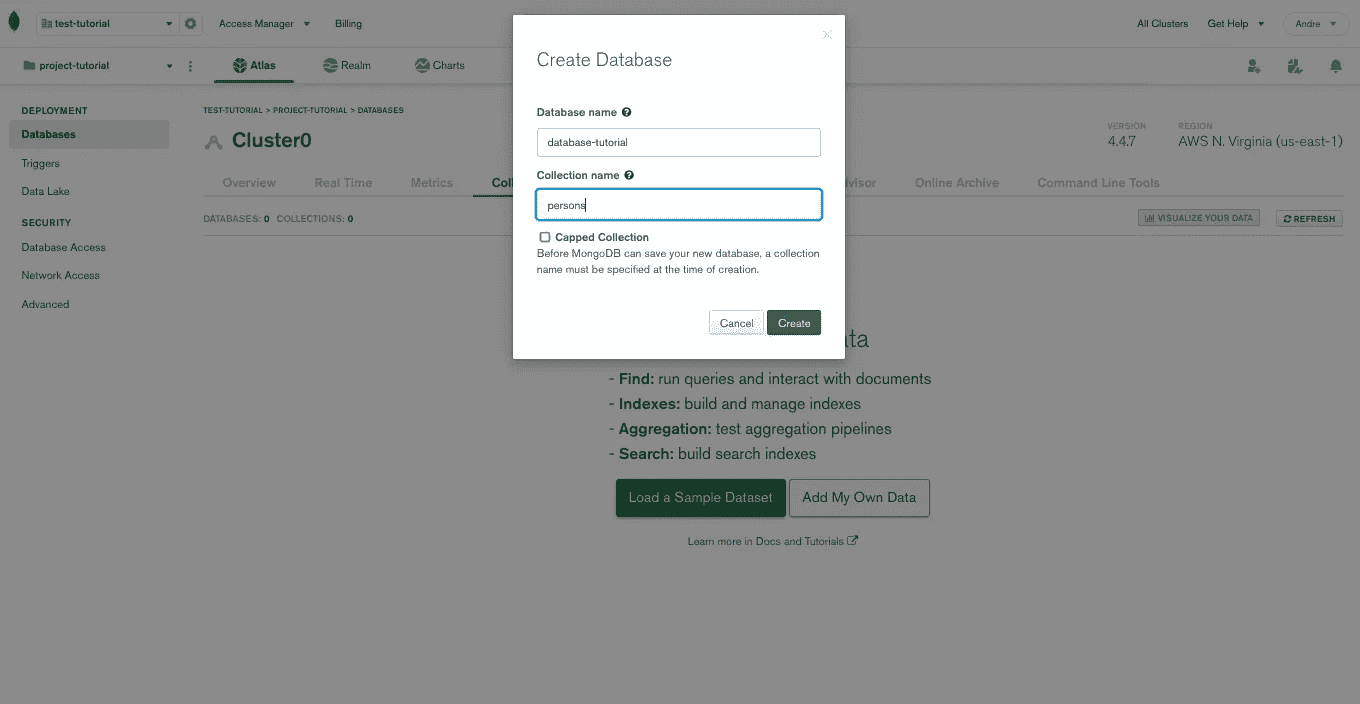 test-tutorial Access Manager Billing All Clusters Get Help Andre
project-tutorial Atlas Realm Charts
Create Database
DEPLOYMENT
Databases
Triggers
Data Lake
SECURITY
Database Access
Network Access
Advanced
TEST-TUTORIAL > PROJECT-TUTORIAL > DATABASES
Cluster0
VERSION REGION
4.4.7 AWS N. Virginia (us-east-1)
Overview Real Time Metrics Coll visor Online Archive Command Line Tools
DATABASES: 0 COLLECTIONS: 0 VISUALIZE YOUR DATA REFRESH
Database name
database-tutorial
Collection name
persons
Capped Collection
Before MongoDB can save your new database, a collection
name must be specified at the time of creation.
Cancel Create
ata
- Find: run queries and interact with documents
- Indexes: build and manage indexes
- Aggregation: test aggregation pipelines
- Search: build search indexes
Load a Sample Dataset Add My Own Data
Learn more in Docs and Tutorials